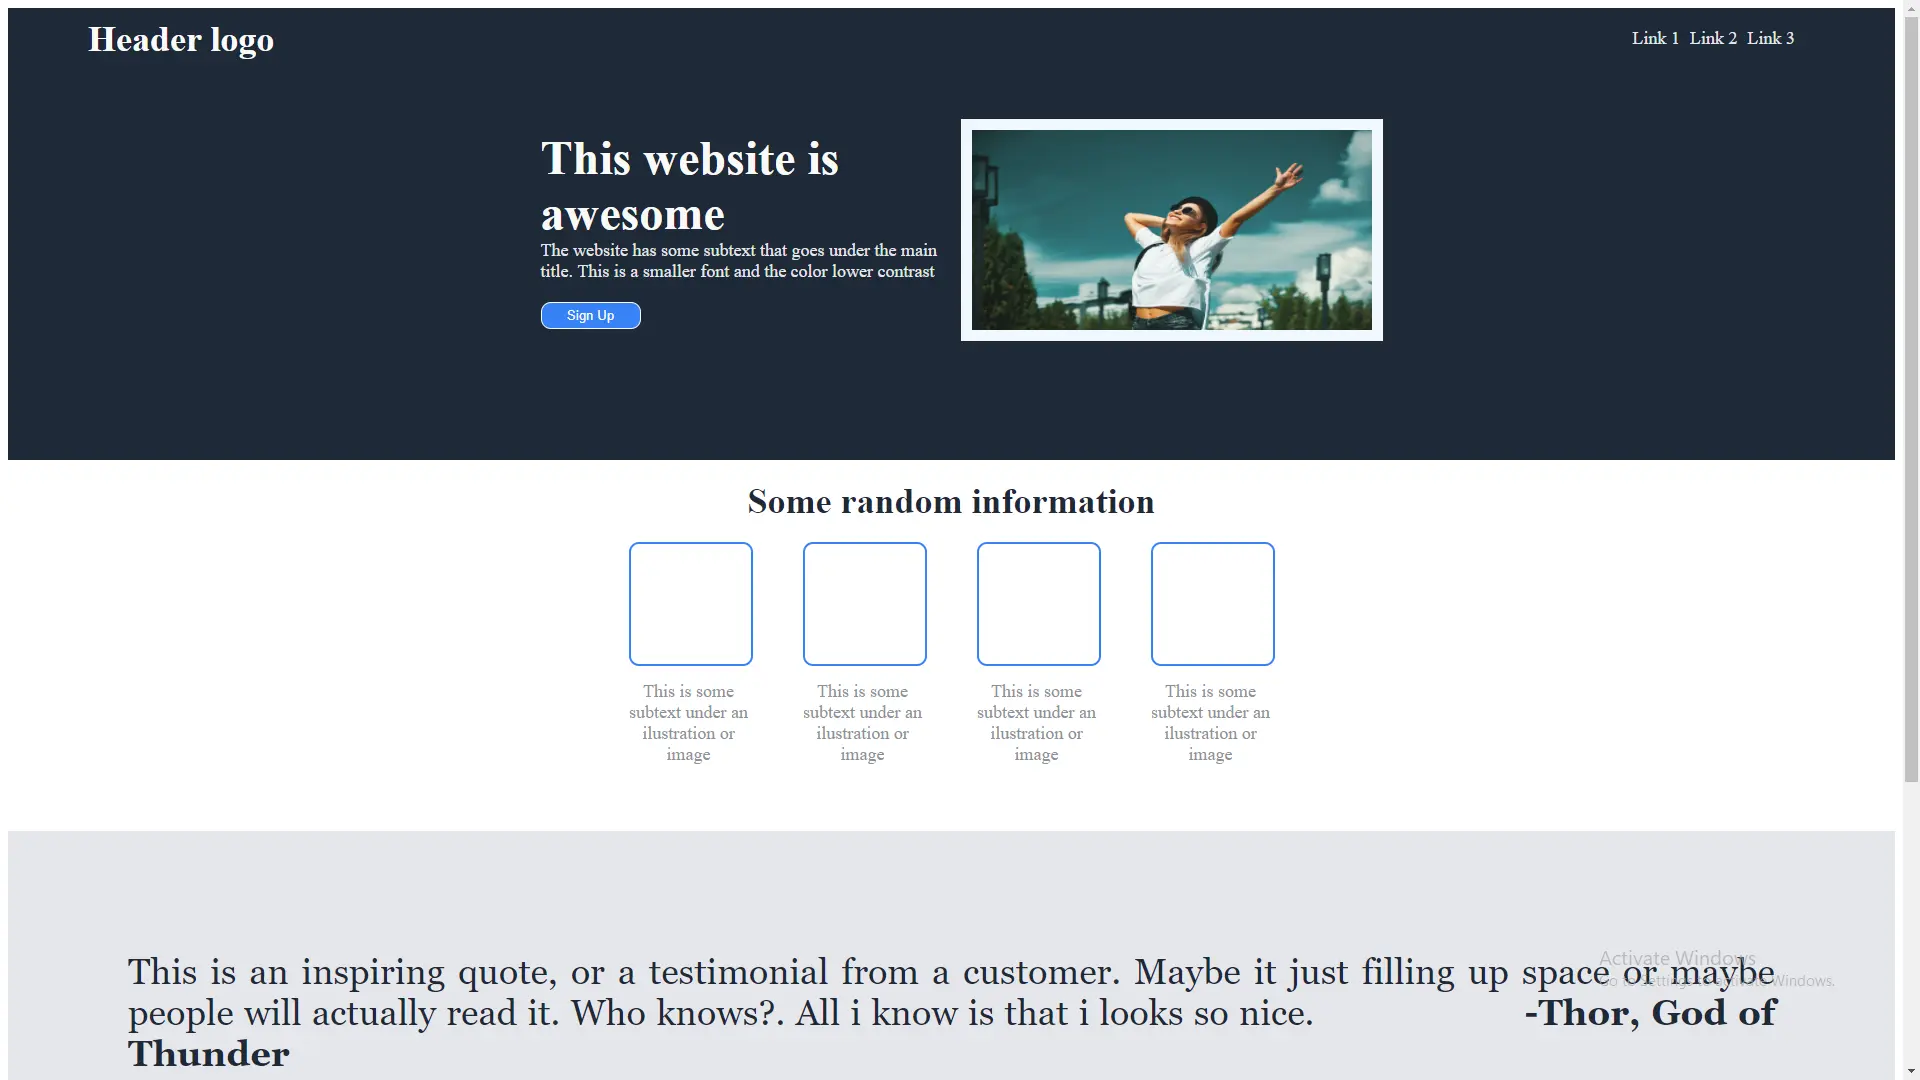 Header logo
Link 1 Link 2 Link 3
This website is
awesome
The website has some subtext that goes under the main
title. This is a smaller font and the color lower contrast
Sign Up
Some random information
This is some
subtext under an
ilustration or
image
This is some
subtext under an
ilustration or
image
This is some
subtext under an
ilustration or
image
This is some
subtext under an
ilustration or
image
This is an inspiring quote, or a testimonial from a customer. Maybe it just filling up space or maybe
people will actually read it. Who knows?. All i know is that i looks so nice. -Thor, God of
Thunder
Activate Windows
Go to Settings to activate Windows.